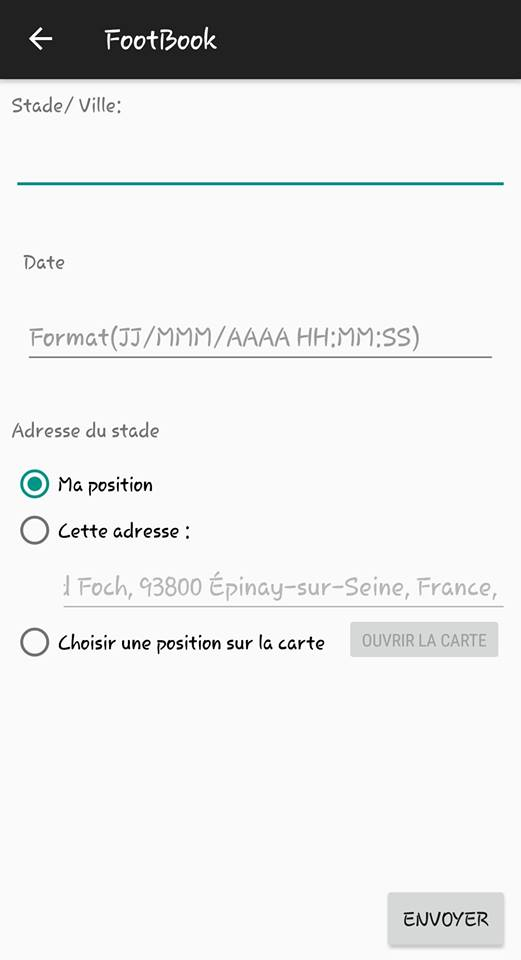 FootBook
Stade/ Ville:
Date
Format(JJ/MMM/AAAA HH:MM:SS)
Adresse du stade
Ma position
Cette adresse :
Foch, 93800 Épinay-sur-Seine, France,
Choisir une position sur la carte
OUVRIR LA CARTE
ENVOYER